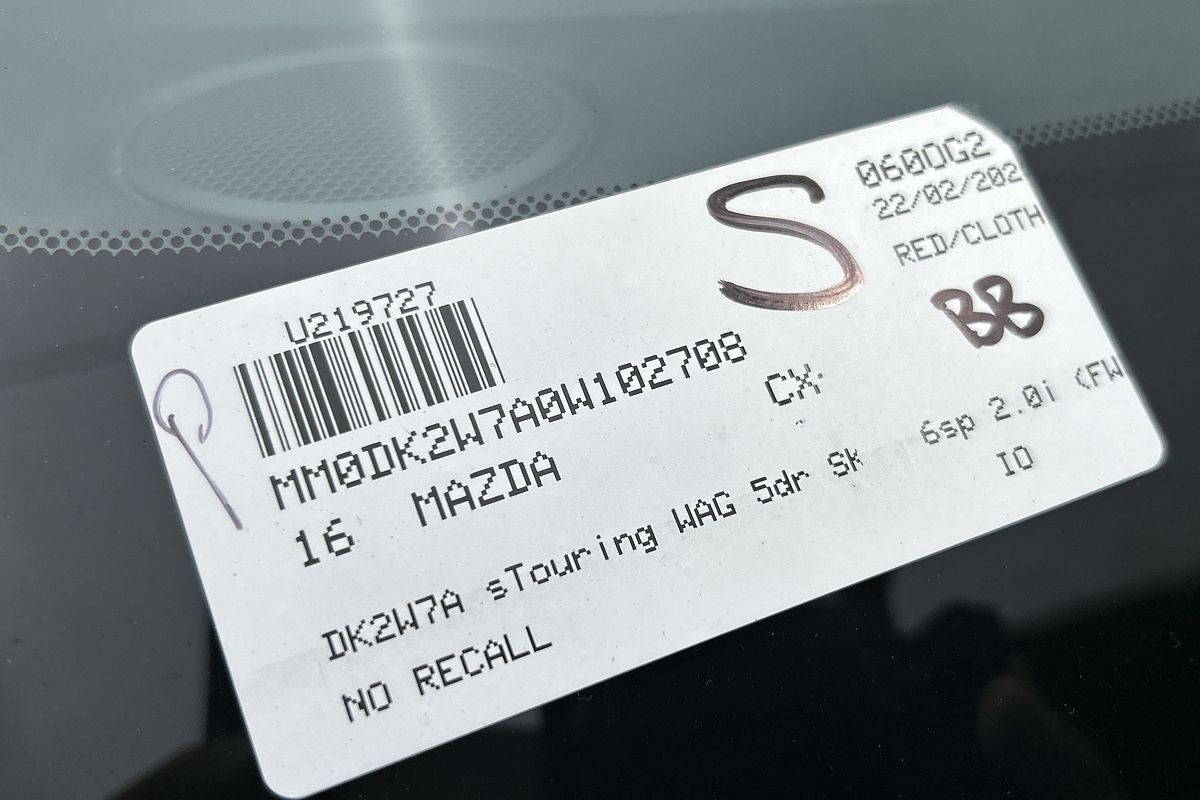 U219727
S
060DG2
22/02/202
RED/CLOTH
BB
MM0DK2W7A0W102708
CX-
16 MAZDA
DK2W7A sTouring WAG 5dr SK 6sp 2.0i (FW
IO
NO RECALL